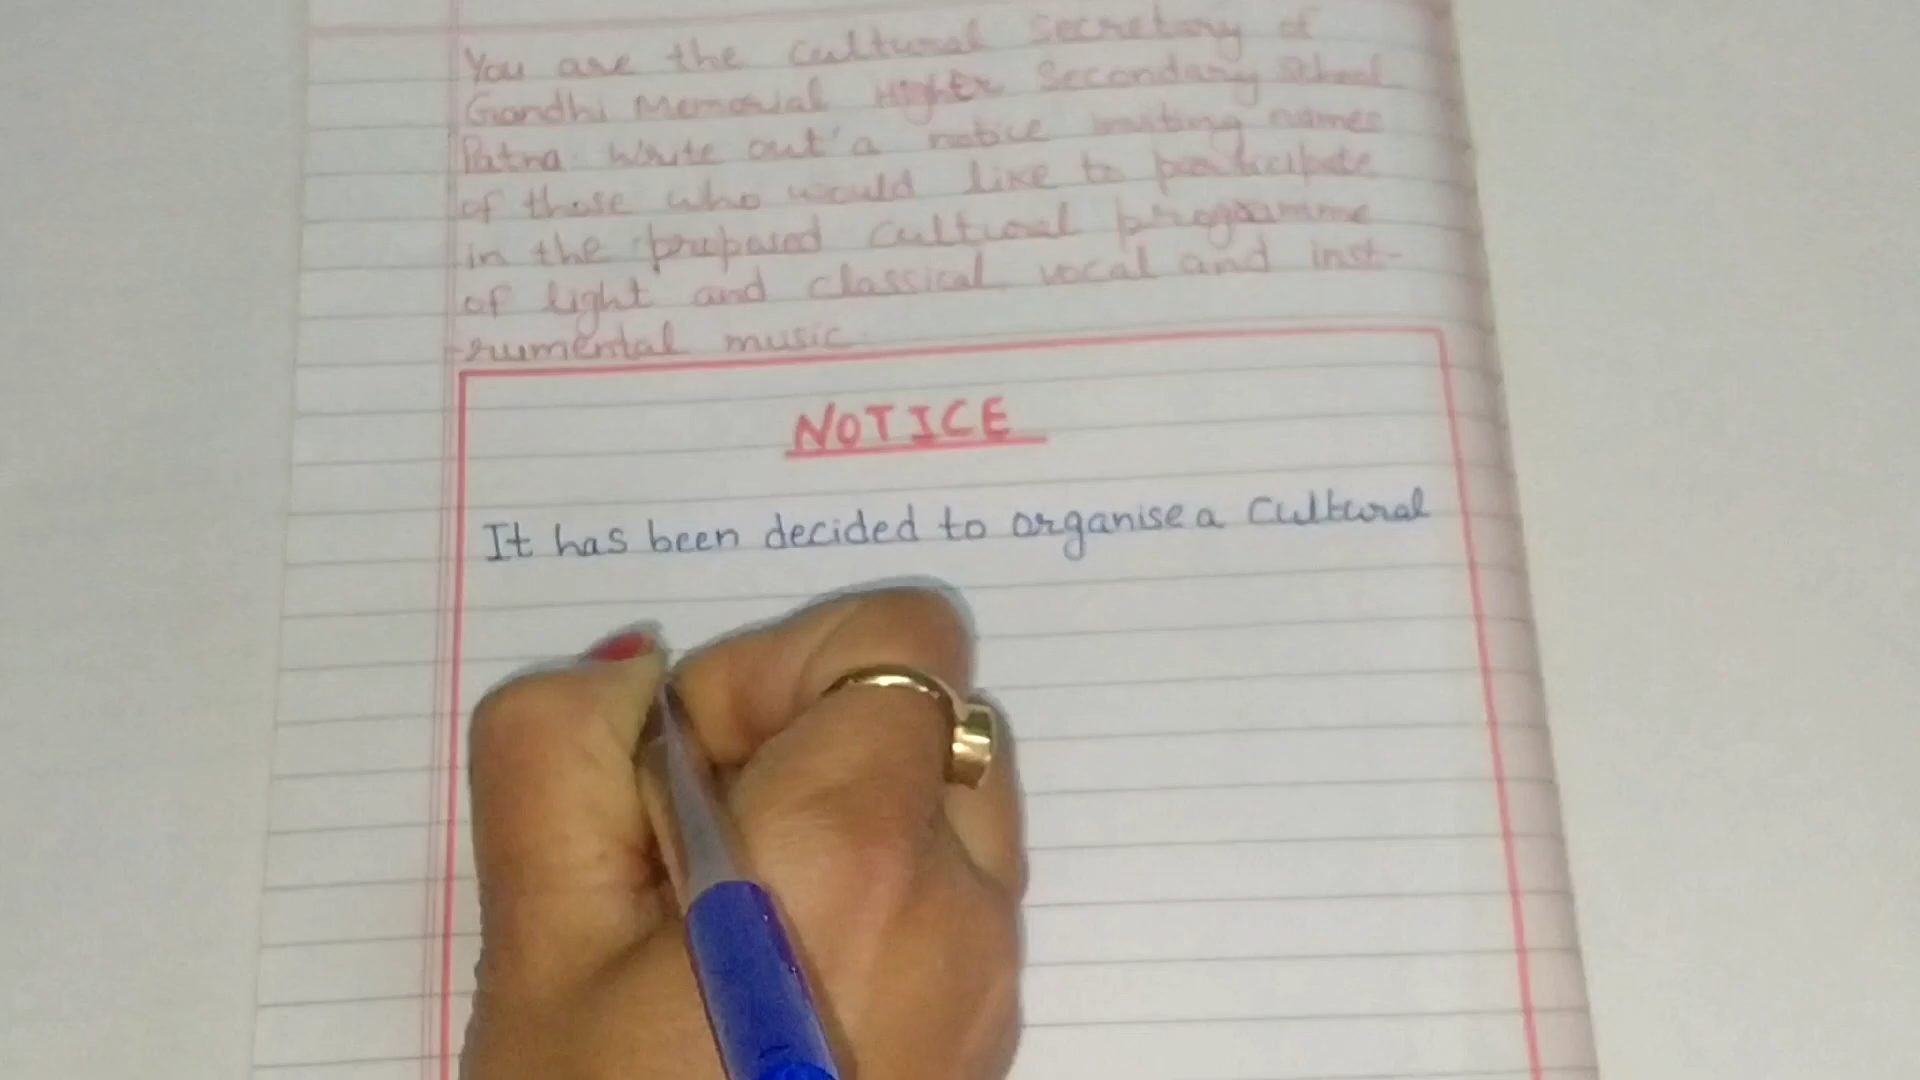 You are the Cultural Secretary of
Gandhi Memorial Higher Secondary School
Patna. Write out a notice inviting names
of those who would like to participate
in the prepased cultural programme
of light and classical vocal and inst-
rumental music.
NOTICE
It has been decided to organise a Cultural